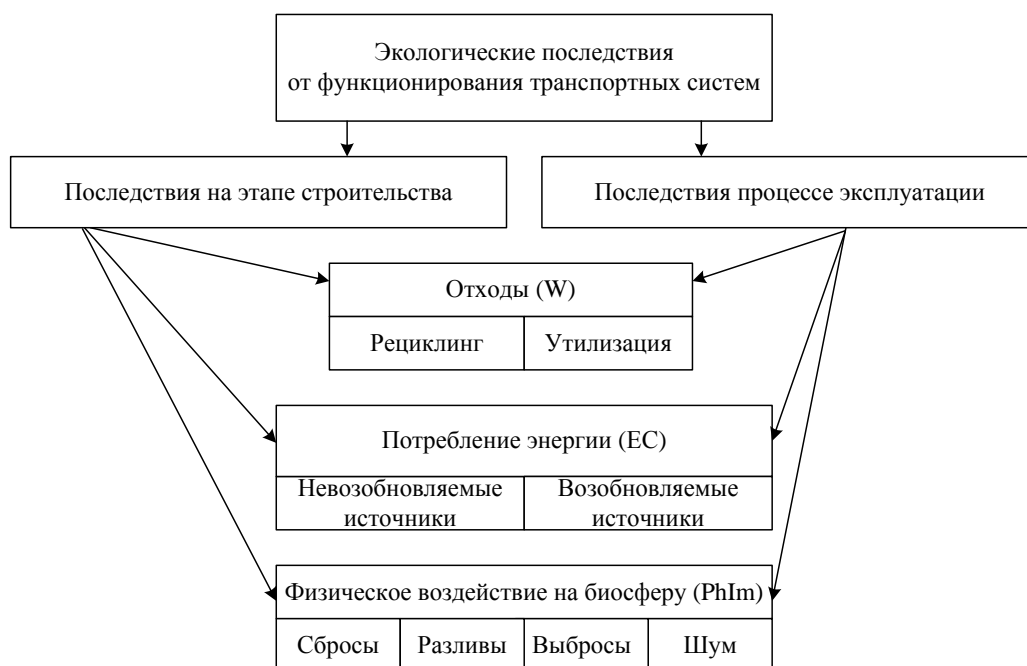 Экологические последствия
от функционирования транспортных систем
Последствия на этапе строительства
Последствия процессе эксплуатации
Отходы (W)
Рециклинг
Утилизация
Потребление энергии (EC)
Невозобновляемые
источники
Возобновляемые
источники
Физическое воздействие на биосферу (PhIm)
Сбросы
Разливы
Выбросы
Шум